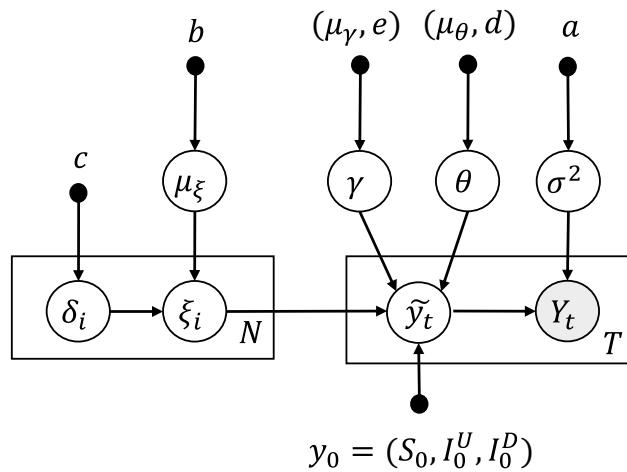 b (μ_γ, e) (μ_θ, d) a
c μ_ξ γ θ σ²
δ_i ξ_i N ỹ_t Y_t T
y_0 = (S_0, I_0^U, I_0^D)